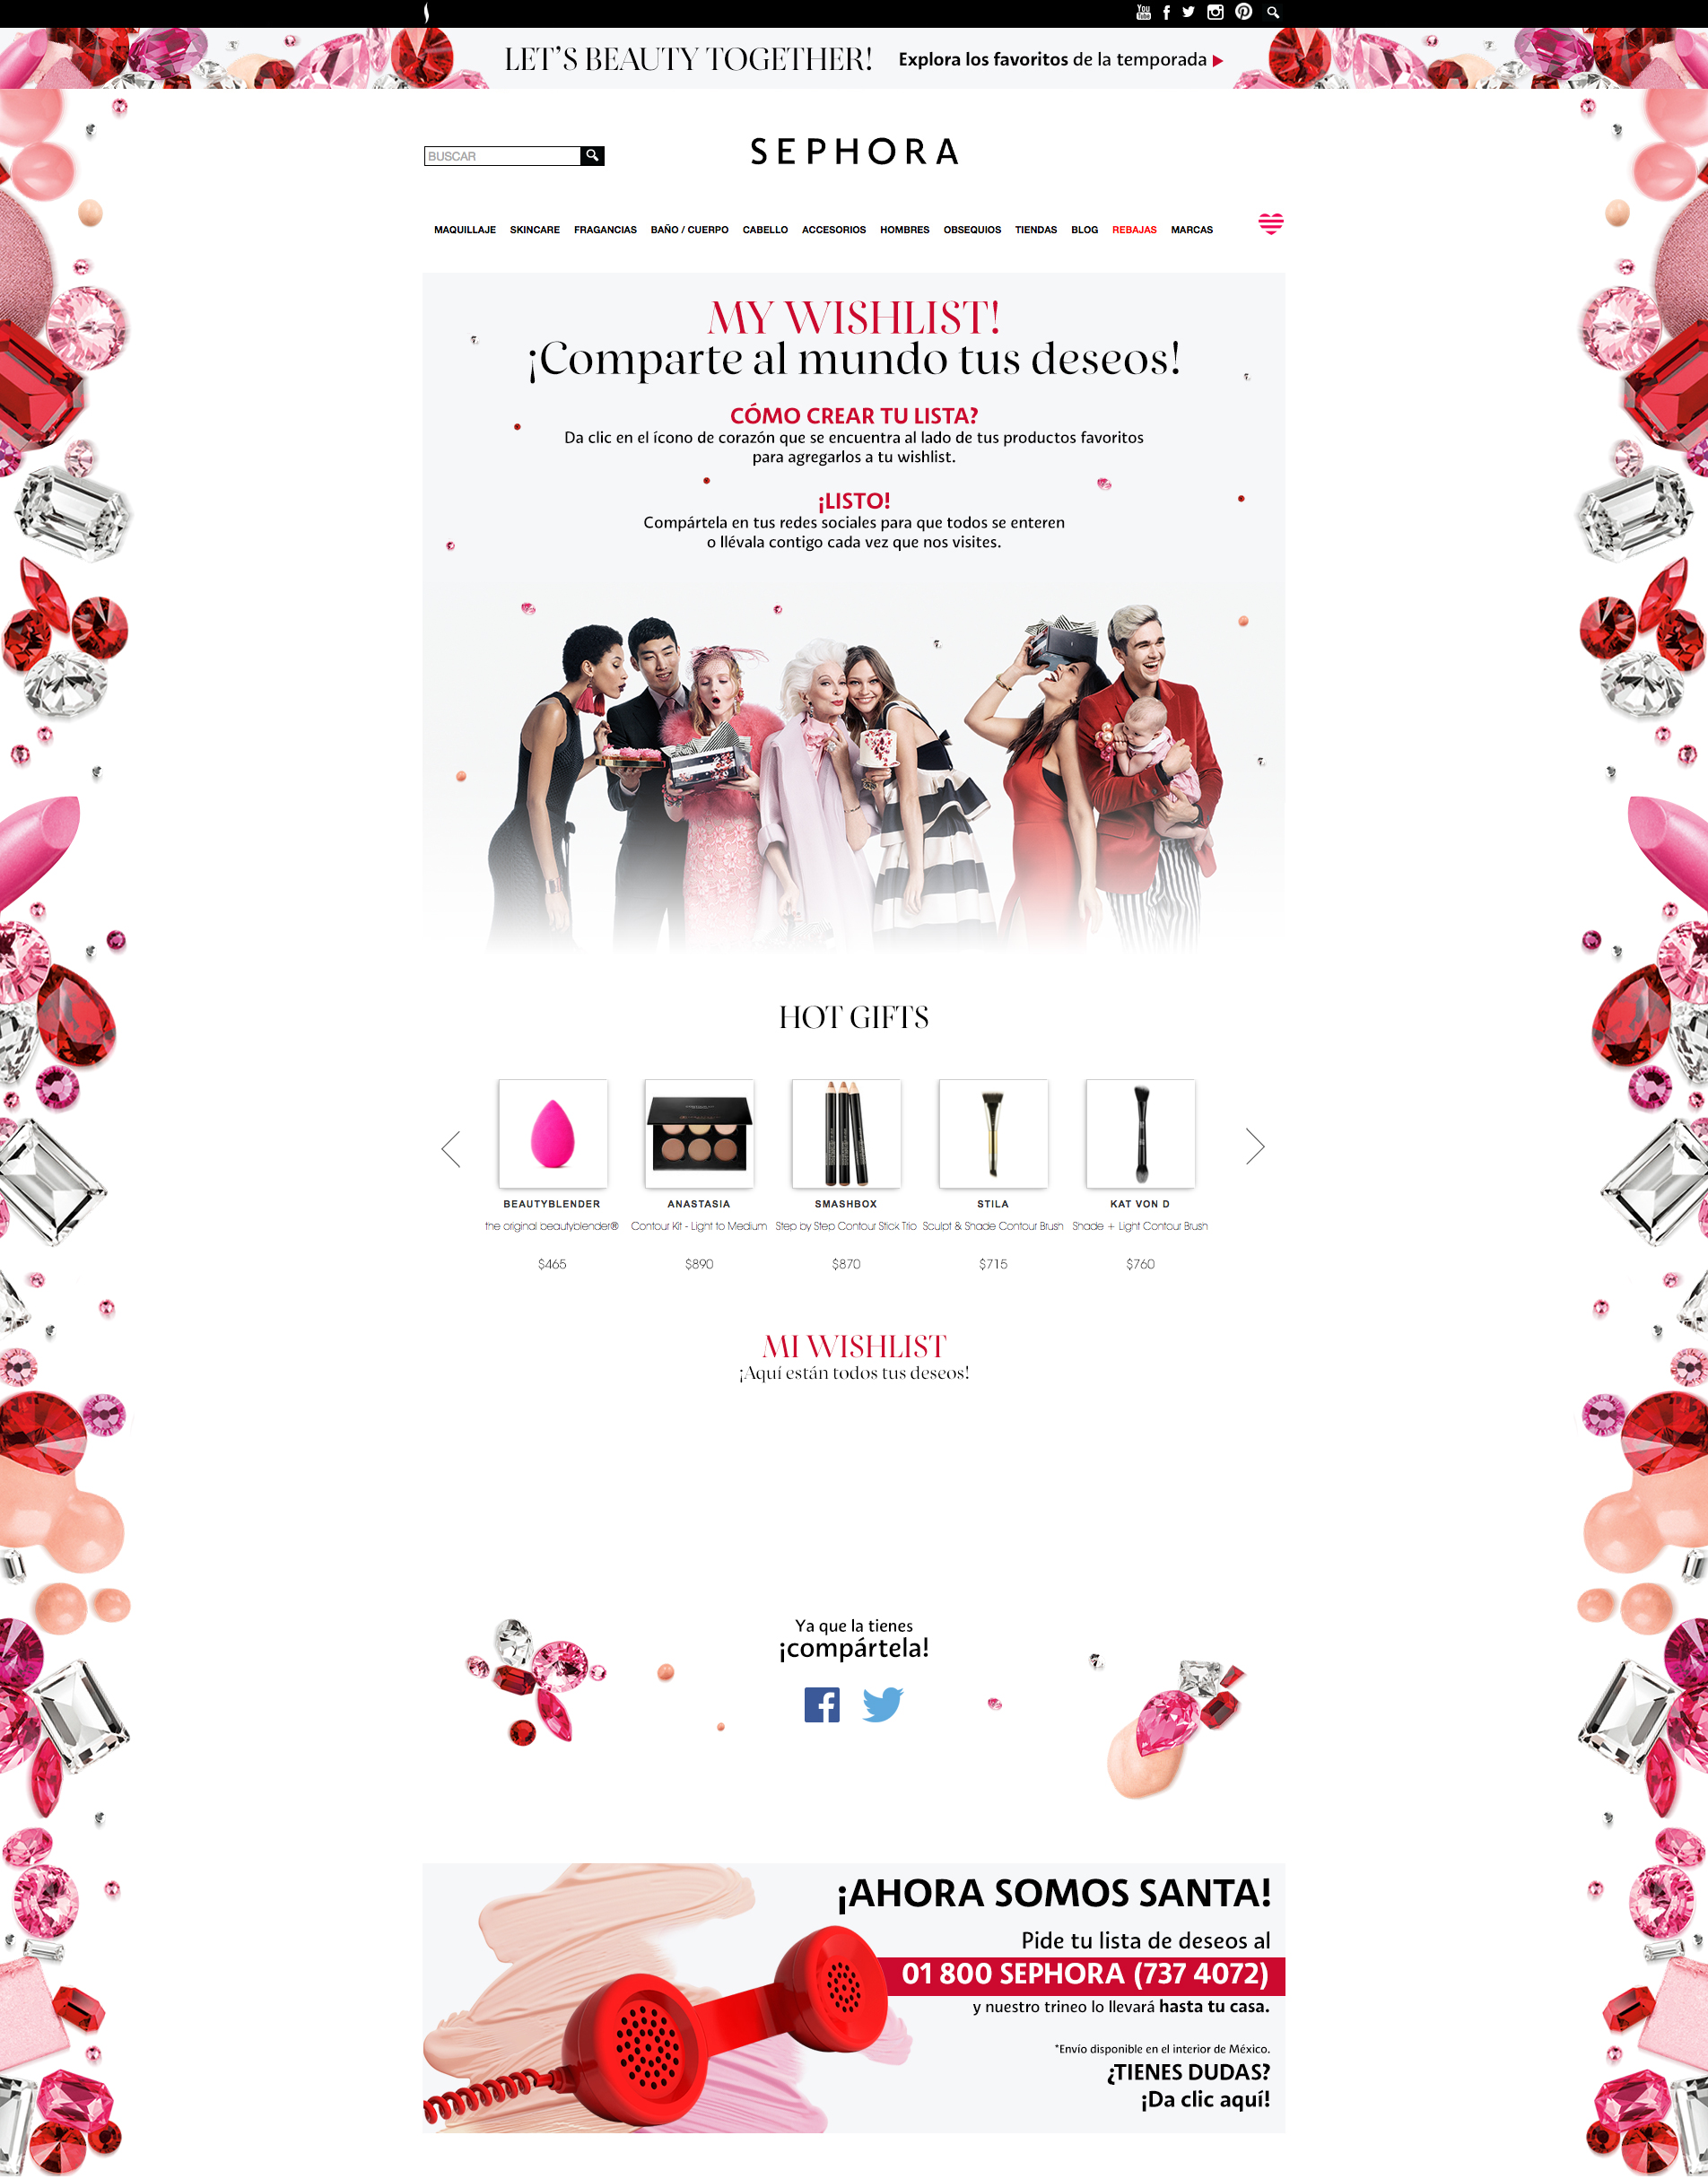 You Tube
LET'S BEAUTY TOGETHER! Explora los favoritos de la temporada
BUSCAR
SEPHORA
MAQUILLAJE SKINCARE FRAGANCIAS BAÑO / CUERPO CABELLO ACCESORIOS HOMBRES OBSEQUIOS TIENDAS BLOG REBAJAS MARCAS
MY WISHLIST!
¡Comparte al mundo tus deseos!
CÓMO CREAR TU LISTA?
Da clic en el ícono de corazón que se encuentra al lado de tus productos favoritos
para agregarlos a tu wishlist.
¡LISTO!
Compártela en tus redes sociales para que todos se enteren
o llévala contigo cada vez que nos visites.
HOT GIFTS
BEAUTYBLENDER
the original beautyblender®
$465
ANASTASIA
Contour Kit - Light to Medium
$890
SMASHBOX
Step by Step Contour Stick Trio
$870
STILA
Sculpt & Shade Contour Brush
$715
KAT VON D
Shade + Light Contour Brush
$760
MI WISHLIST
¡Aquí están todos tus deseos!
Ya que la tienes
¡compártela!
¡AHORA SOMOS SANTA!
Pide tu lista de deseos al
01 800 SEPHORA (737 4072)
y nuestro trineo lo llevará hasta tu casa.
*Envío disponible en el interior de México.
¿TIENES DUDAS?
¡Da clic aquí!